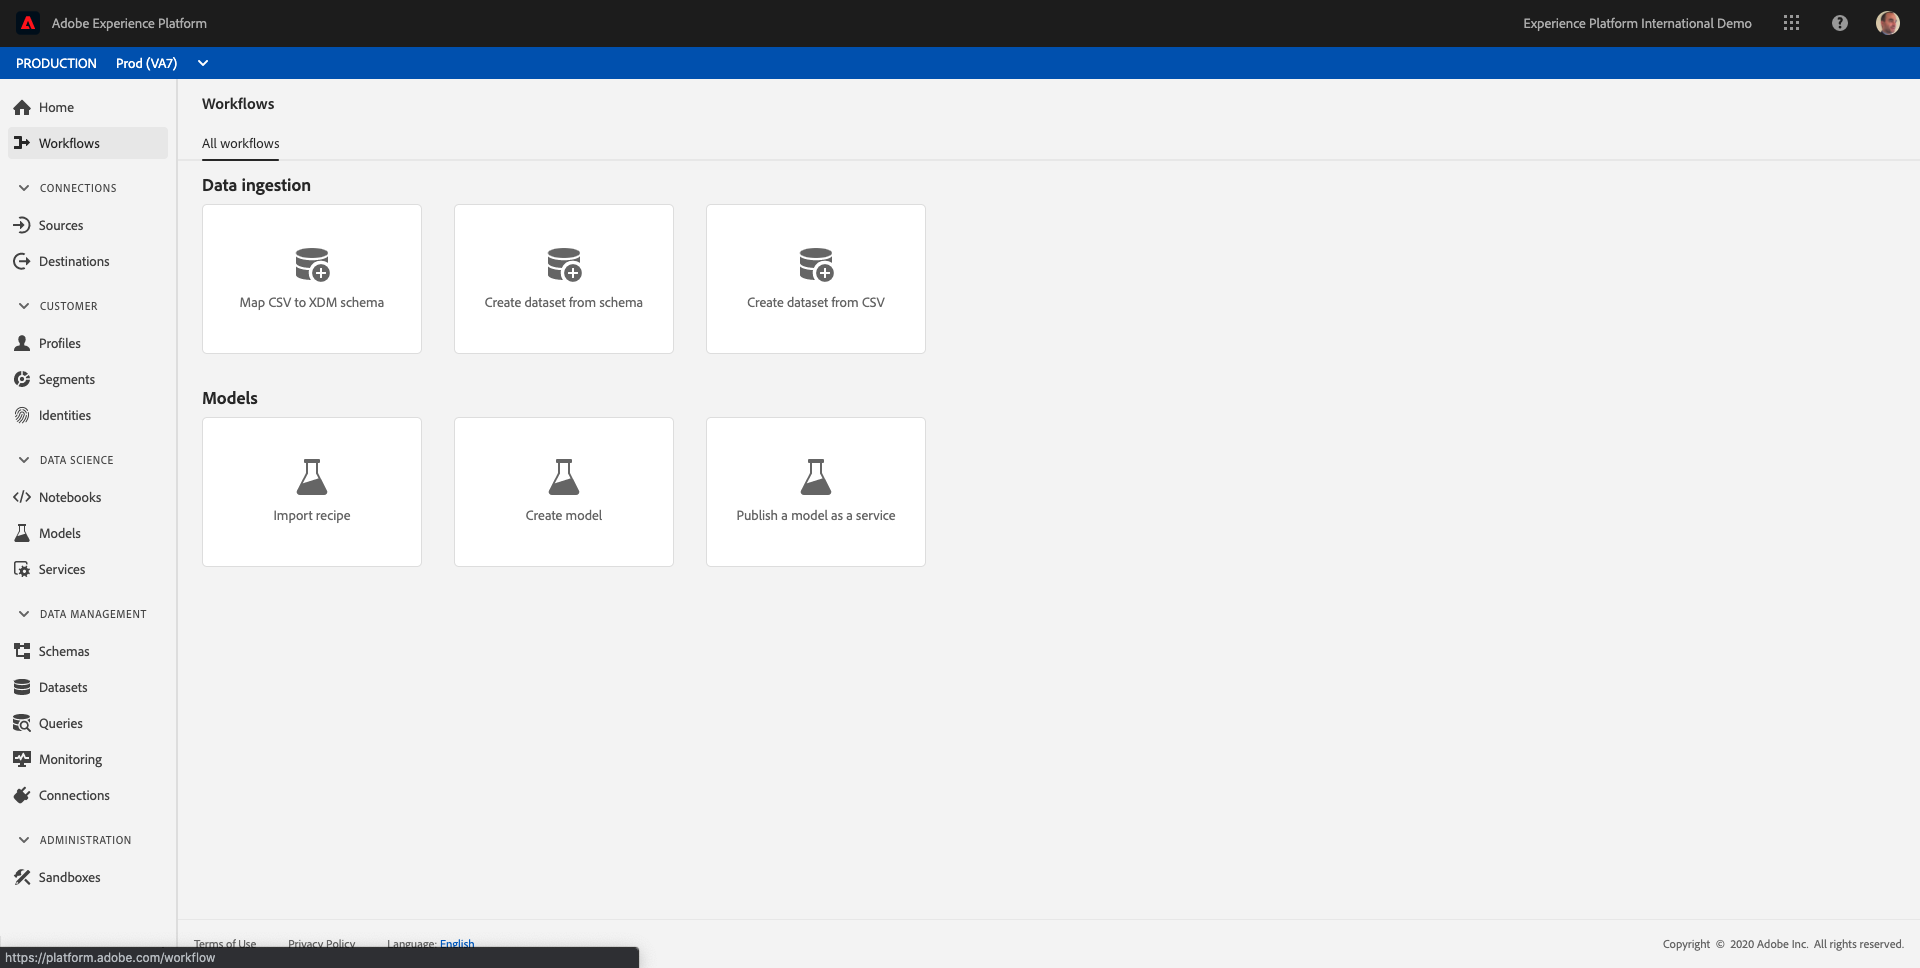 Adobe Experience Platform
Experience Platform International Demo
PRODUCTION Prod (VA7)
Home
Workflows
CONNECTIONS
Sources
Destinations
CUSTOMER
Profiles
Segments
Identities
DATA SCIENCE
Notebooks
Models
Services
DATA MANAGEMENT
Schemas
Datasets
Queries
Monitoring
Connections
ADMINISTRATION
Sandboxes
Workflows
All workflows
Data ingestion
Map CSV to XDM schema
Create dataset from schema
Create dataset from CSV
Models
Import recipe
Create model
Publish a model as a service
Terms of Use Privacy Policy Language: English
Copyright © 2020 Adobe Inc. All rights reserved.
https://platform.adobe.com/workflow